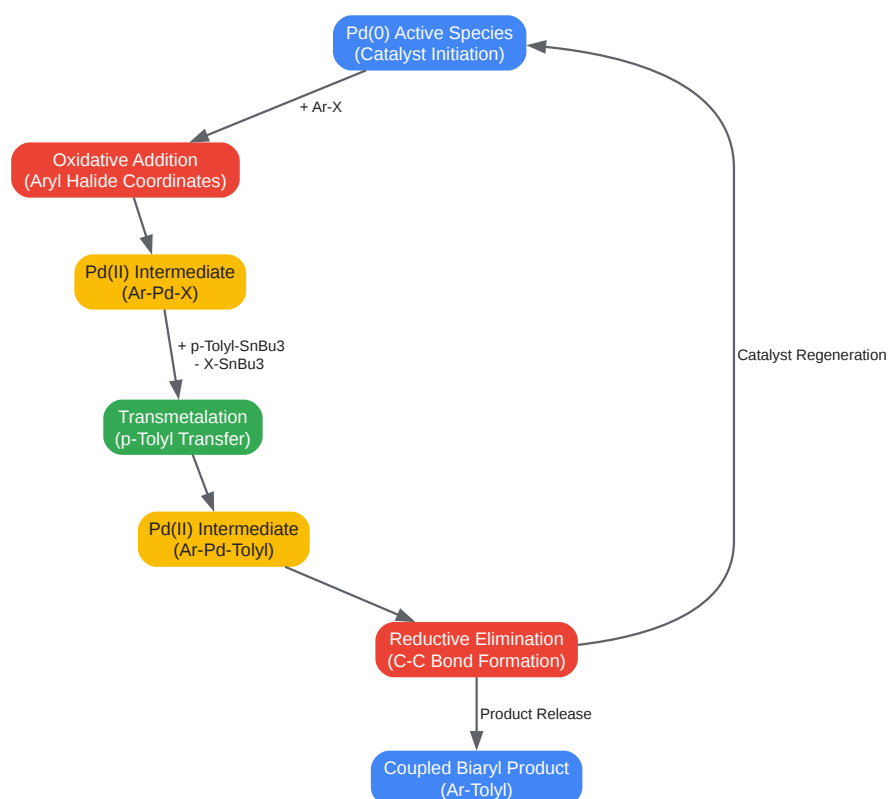 Pd(0) Active Species
(Catalyst Initiation)
+ Ar-X
Oxidative Addition
(Aryl Halide Coordinates)
Pd(II) Intermediate
(Ar-Pd-X)
+ p-Tolyl-SnBu3
- X-SnBu3
Catalyst Regeneration
Transmetalation
(p-Tolyl Transfer)
Pd(II) Intermediate
(Ar-Pd-Tolyl)
Reductive Elimination
(C-C Bond Formation)
Product Release
Coupled Biaryl Product
(Ar-Tolyl)